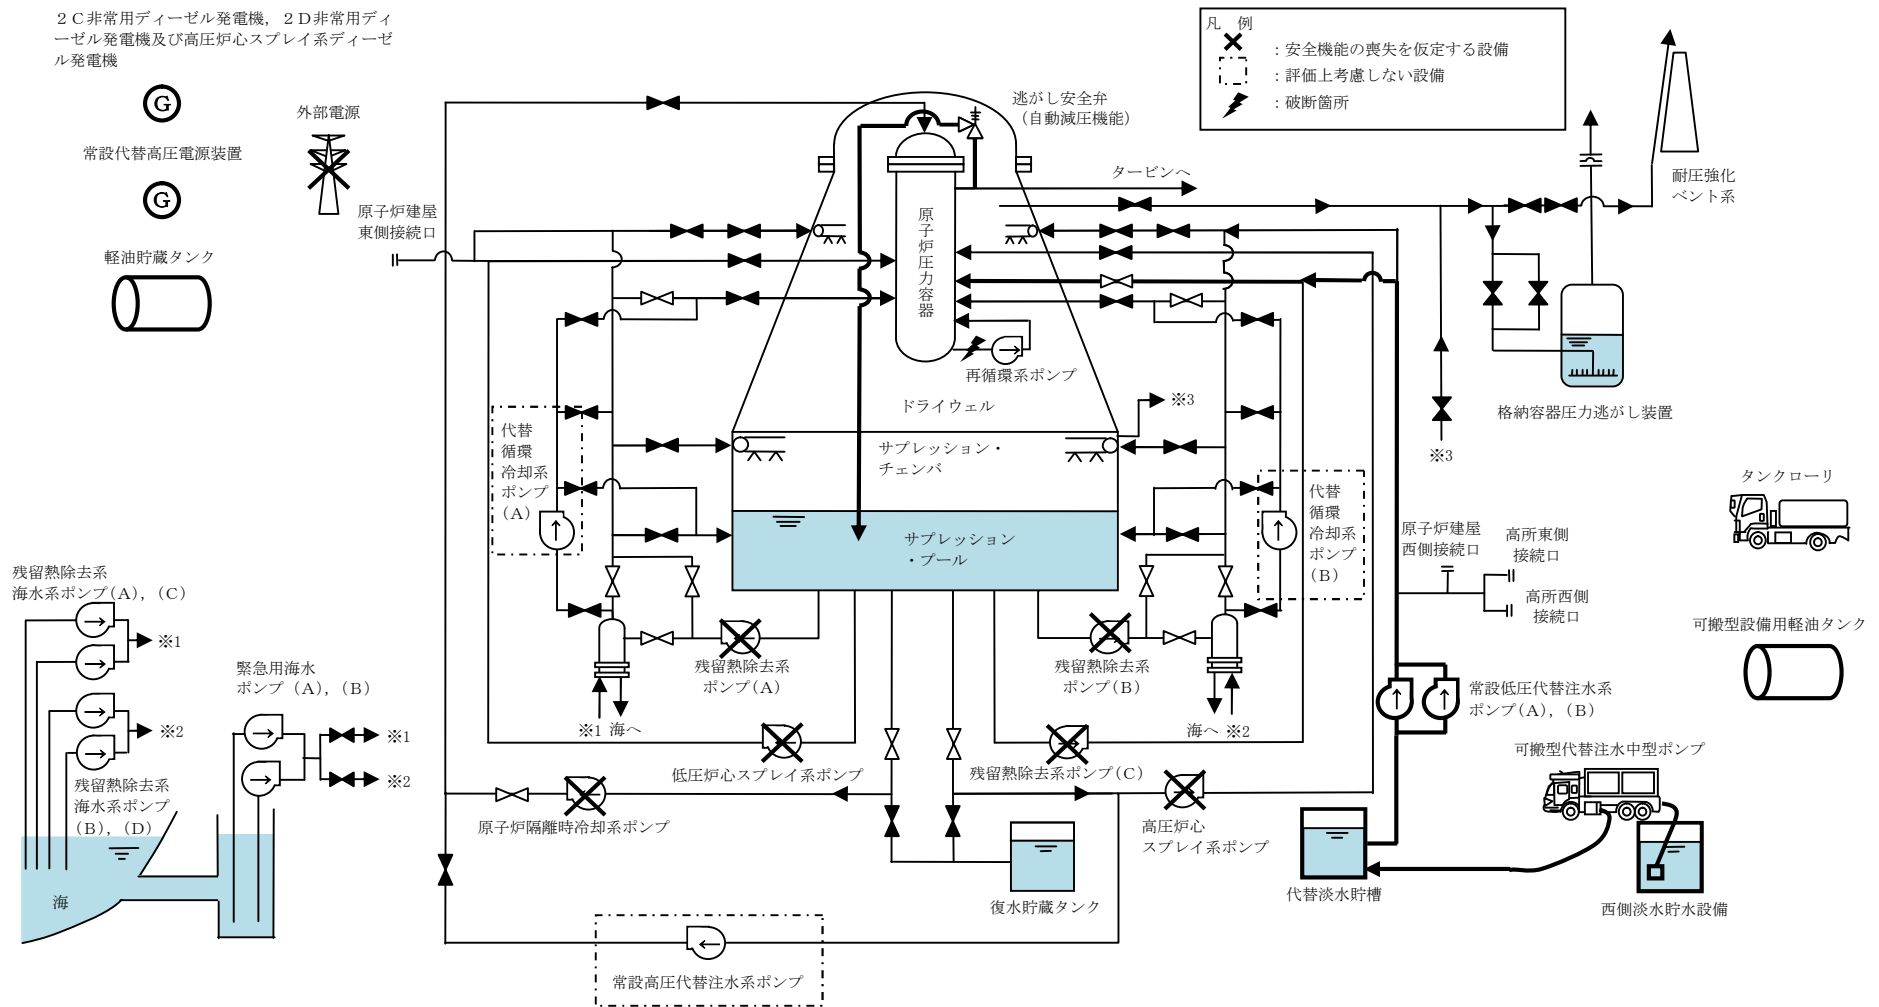 ２Ｃ非常用ディーゼル発電機，２Ｄ非常用ディ
ーゼル発電機及び高圧炉心スプレイ系ディーゼ
ル発電機
G
外部電源
常設代替高圧電源装置
G
軽油貯蔵タンク
原子炉建屋
東側接続口
逃がし安全弁
（自動減圧機能）
凡　例
：安全機能の喪失を仮定する設備
：評価上考慮しない設備
：破断箇所
タービンへ
耐圧強化
ベント系
原子炉圧力容器
再循環系ポンプ
ドライウェル
※3
※3
格納容器圧力逃がし装置
代替
循環
冷却系
ポンプ
（A）
サプレッション・
チェンバ
サプレッション
・プール
代替
循環
冷却系
ポンプ
（B）
タンクローリ
原子炉建屋
西側接続口
高所東側
接続口
高所西側
接続口
可搬型設備用軽油タンク
残留熱除去系
海水系ポンプ(A)，（C）
※1
※2
残留熱除去系
海水系ポンプ
（B），（D）
海
緊急用海水
ポンプ（A），（B）
※1
※2
残留熱除去系
ポンプ(A)
※1 海へ
残留熱除去系
ポンプ(B)
海へ ※2
常設低圧代替注水系
ポンプ(A)，（B）
可搬型代替注水中型ポンプ
低圧炉心スプレイ系ポンプ
残留熱除去系ポンプ(C)
原子炉隔離時冷却系ポンプ
高圧炉心
スプレイ系ポンプ
復水貯蔵タンク
代替淡水貯槽
西側淡水貯水設備
常設高圧代替注水系ポンプ